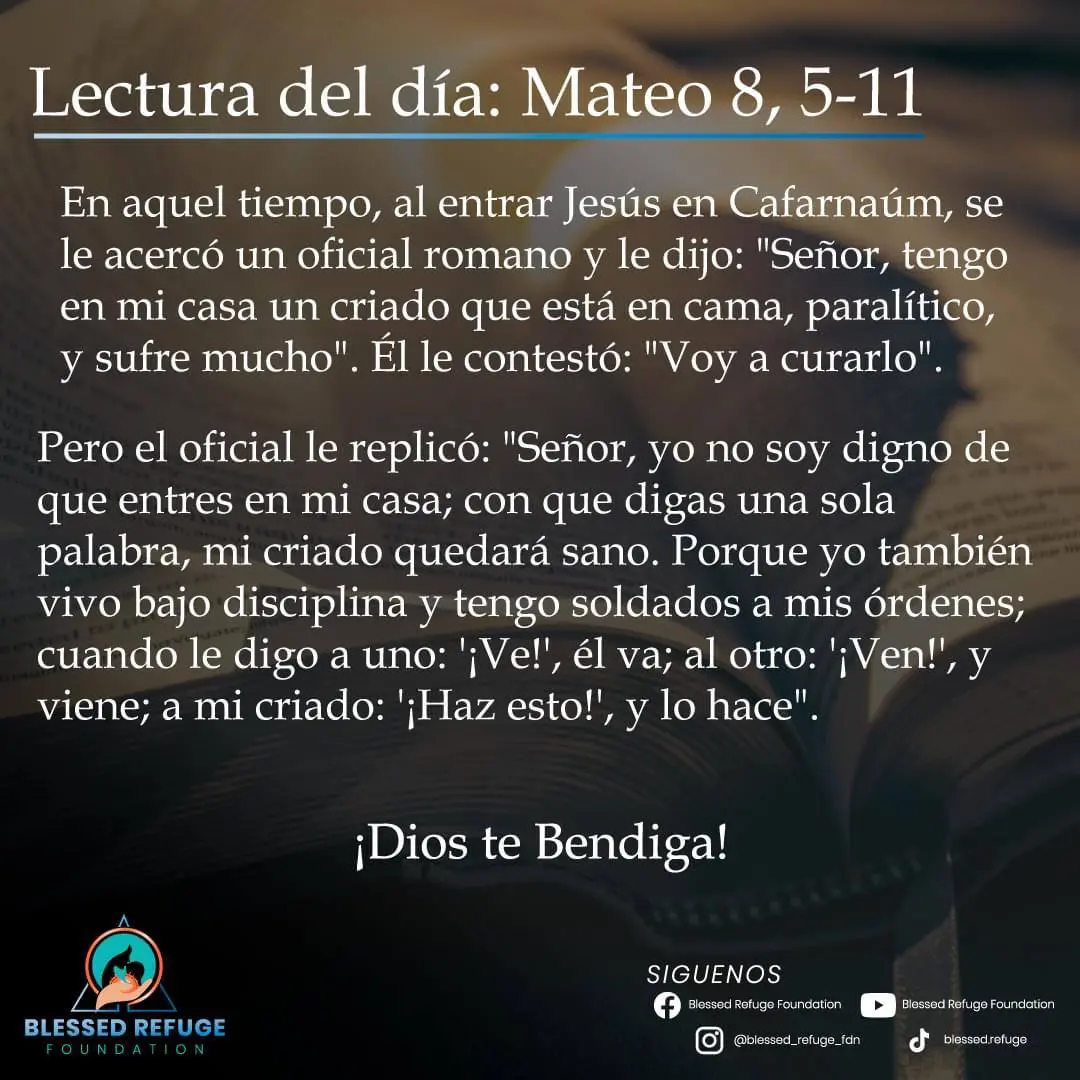 Lectura del día: Mateo 8, 5-11
En aquel tiempo, al entrar Jesús en Cafarnaúm, se
le acercó un oficial romano y le dijo: "Señor, tengo
en mi casa un criado que está en cama, paralítico,
y sufre mucho". Él le contestó: "Voy a curarlo".
Pero el oficial le replicó: "Señor, yo no soy digno de
que entres en mi casa; con que digas una sola
palabra, mi criado quedará sano. Porque yo también
vivo bajo disciplina y tengo soldados a mis órdenes;
cuando le digo a uno: '¡Ve!', él va; al otro: '¡Ven!', y
viene; a mi criado: '¡Haz esto!', y lo hace".
¡Dios te Bendiga!
BLESSED REFUGE
FOUNDATION
SIGUENOS
Blessed Refuge Foundation
Blessed Refuge Foundation
@blessed_refuge_fdn
blessed.refuge